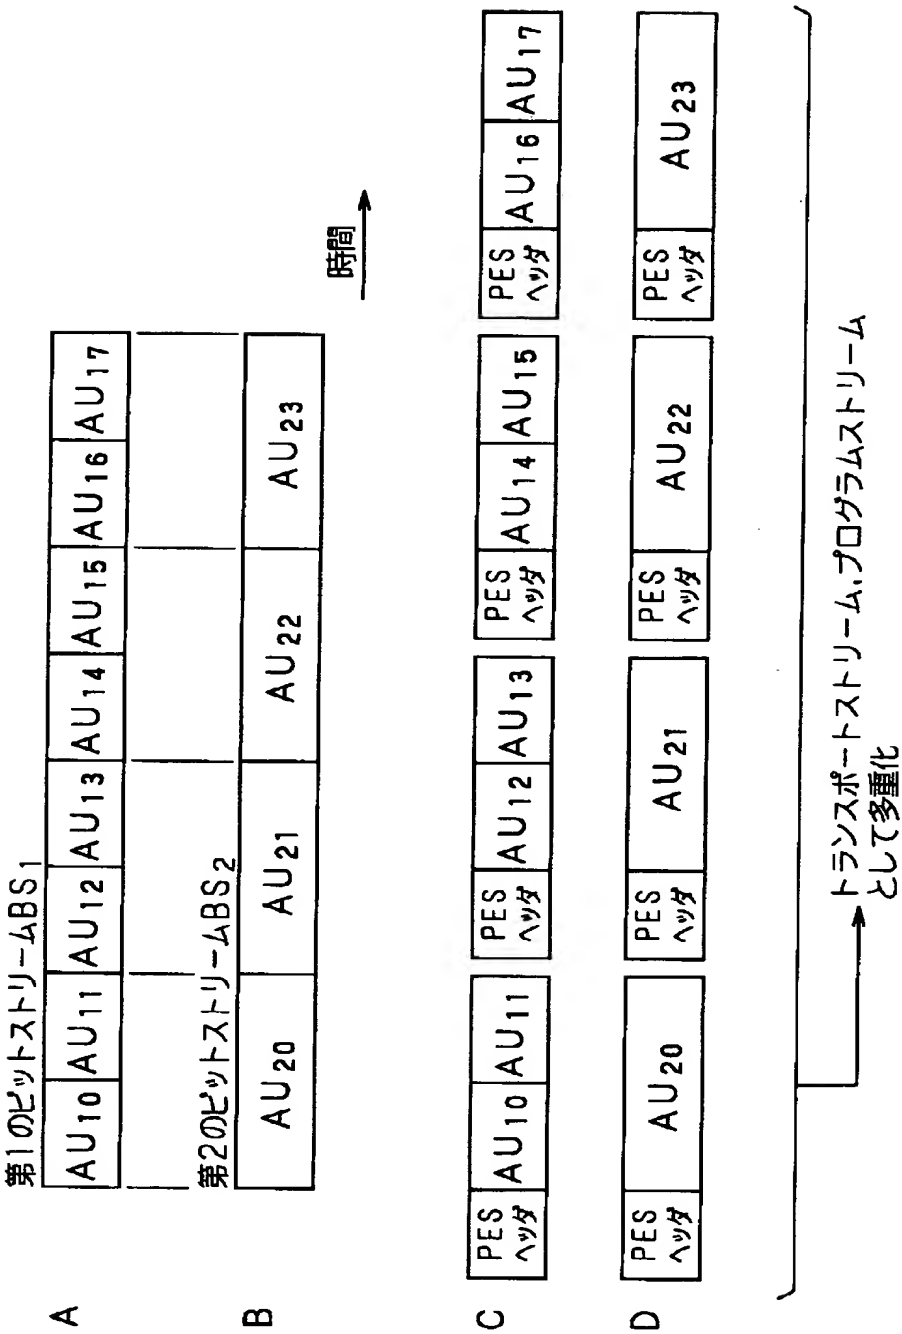 A
第1のビットストリームABS1
AU10 AU11 AU12 AU13 AU14 AU15 AU16 AU17
B
第2のビットストリームABS2
AU20 AU21 AU22 AU23
時間
C
PES ヘッダ AU10 AU11 PES ヘッダ AU12 AU13 PES ヘッダ AU14 AU15 PES ヘッダ AU16 AU17
D
PES ヘッダ AU20 PES ヘッダ AU21 PES ヘッダ AU22 PES ヘッダ AU23
トランスポートストリーム,プログラムストリーム
として多重化